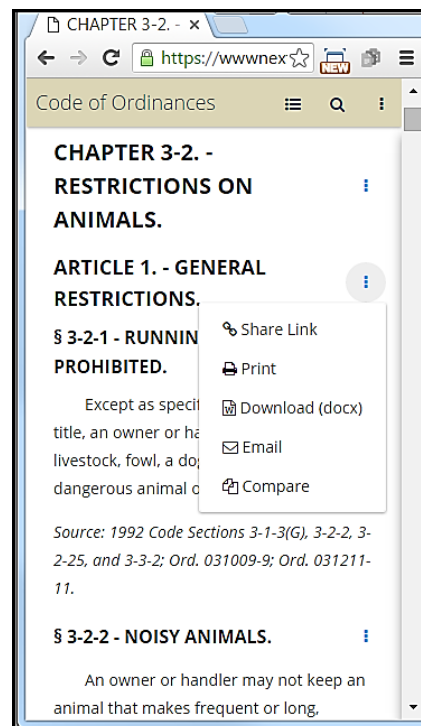 CHAPTER 3-2. -
https://wwwnex
NEW
Code of Ordinances
CHAPTER 3-2. -
RESTRICTIONS ON
ANIMALS.
ARTICLE 1. - GENERAL
RESTRICTIONS.
§ 3-2-1 - RUNNIN
PROHIBITED.
Share Link
Print
Download (docx)
Email
Compare
Except as specif
title, an owner or ha
livestock, fowl, a dog
dangerous animal o
Source: 1992 Code Sections 3-1-3(G), 3-2-2, 3-
2-25, and 3-3-2; Ord. 031009-9; Ord. 031211-
11.
§ 3-2-2 - NOISY ANIMALS.
An owner or handler may not keep an
animal that makes frequent or long,